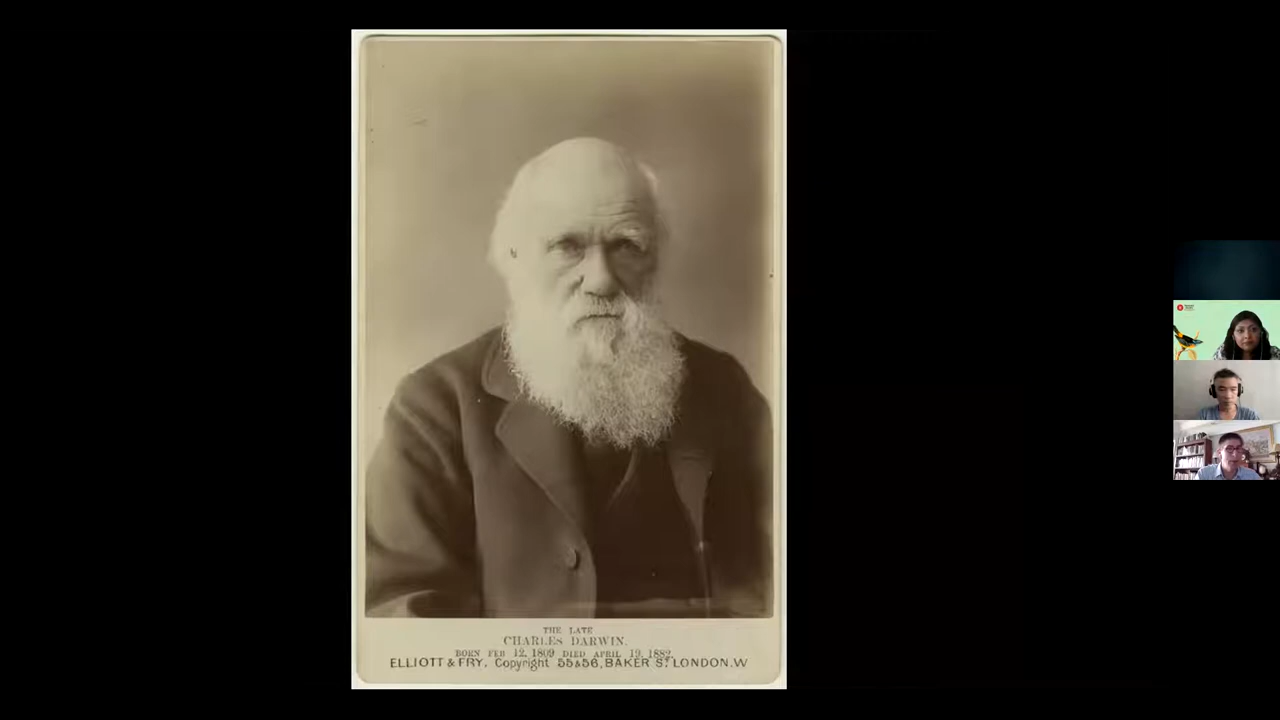 THE LATE
CHARLES DARWIN.
BORN FEB 12, 1809 DIED APRIL 19, 1882.
ELLIOTT & FRY. Copyright 55&56, BAKER ST LONDON. W